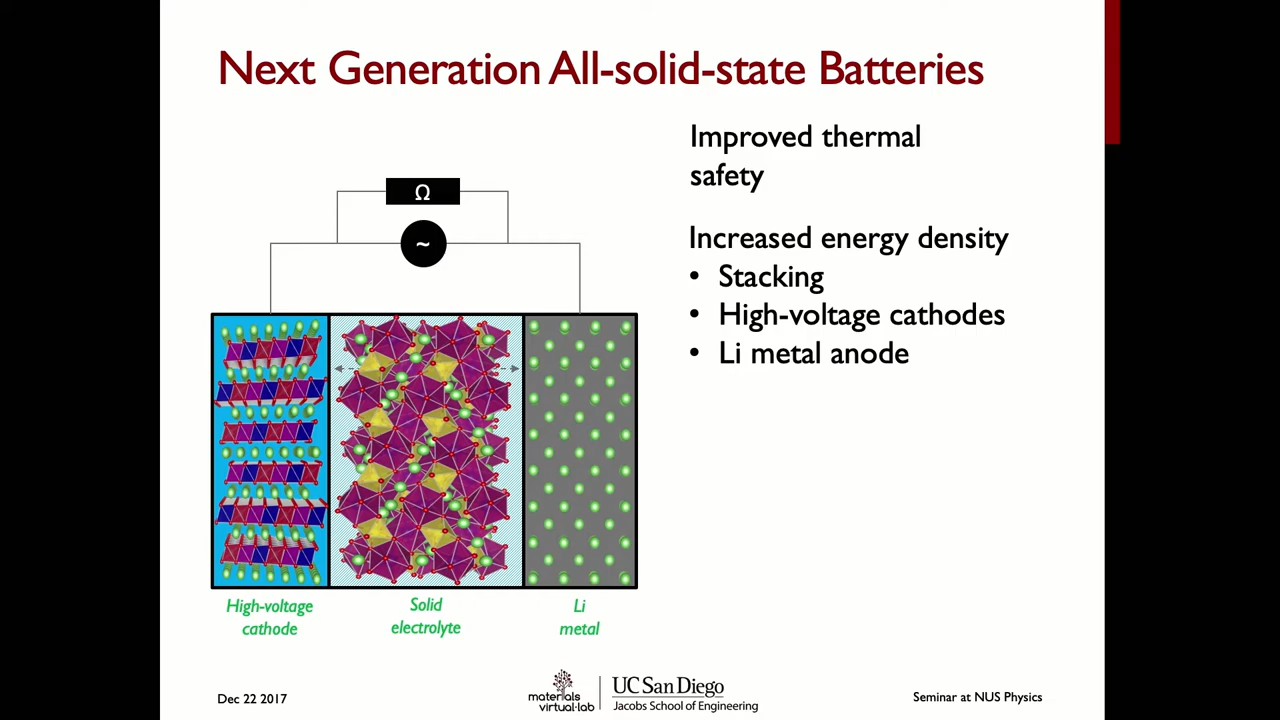 Next Generation All-solid-state Batteries
Improved thermal
safety
Ω
Increased energy density
~
• Stacking
• High-voltage cathodes
• Li metal anode
High-voltage
cathode
Solid
electrolyte
Li
metal
Dec 22 2017
materials
virtual·lab
UC San Diego
Jacobs School of Engineering
Seminar at NUS Physics